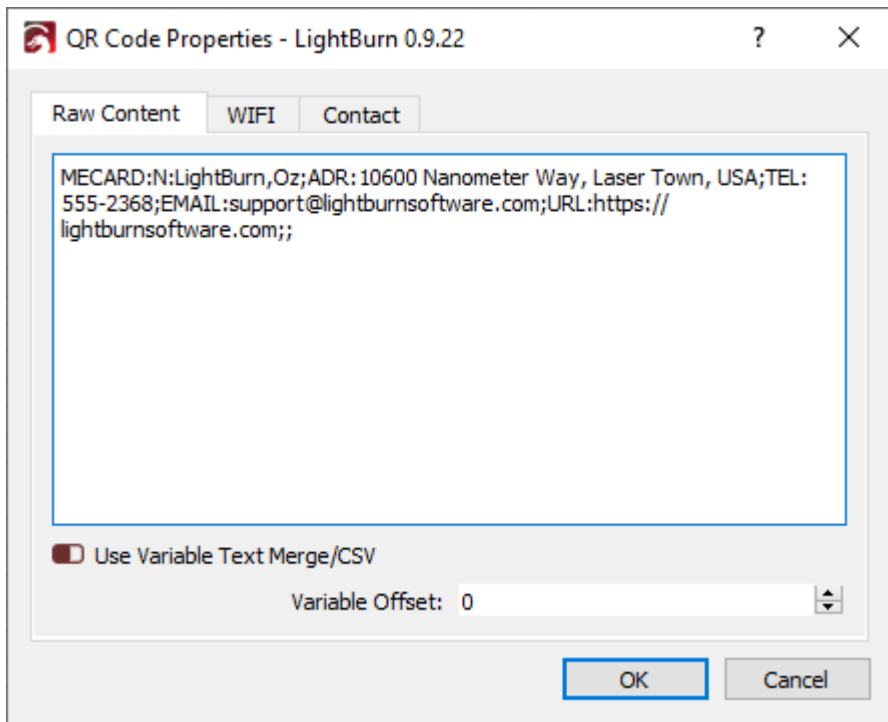 QR Code Properties - LightBurn 0.9.22
Raw Content WIFI Contact
MECARD:N:LightBurn,Oz;ADR:10600 Nanometer Way, Laser Town, USA;TEL:
555-2368;EMAIL:support@lightburnsoftware.com;URL:https://
lightburnsoftware.com;;
Use Variable Text Merge/CSV
Variable Offset: 0
OK Cancel